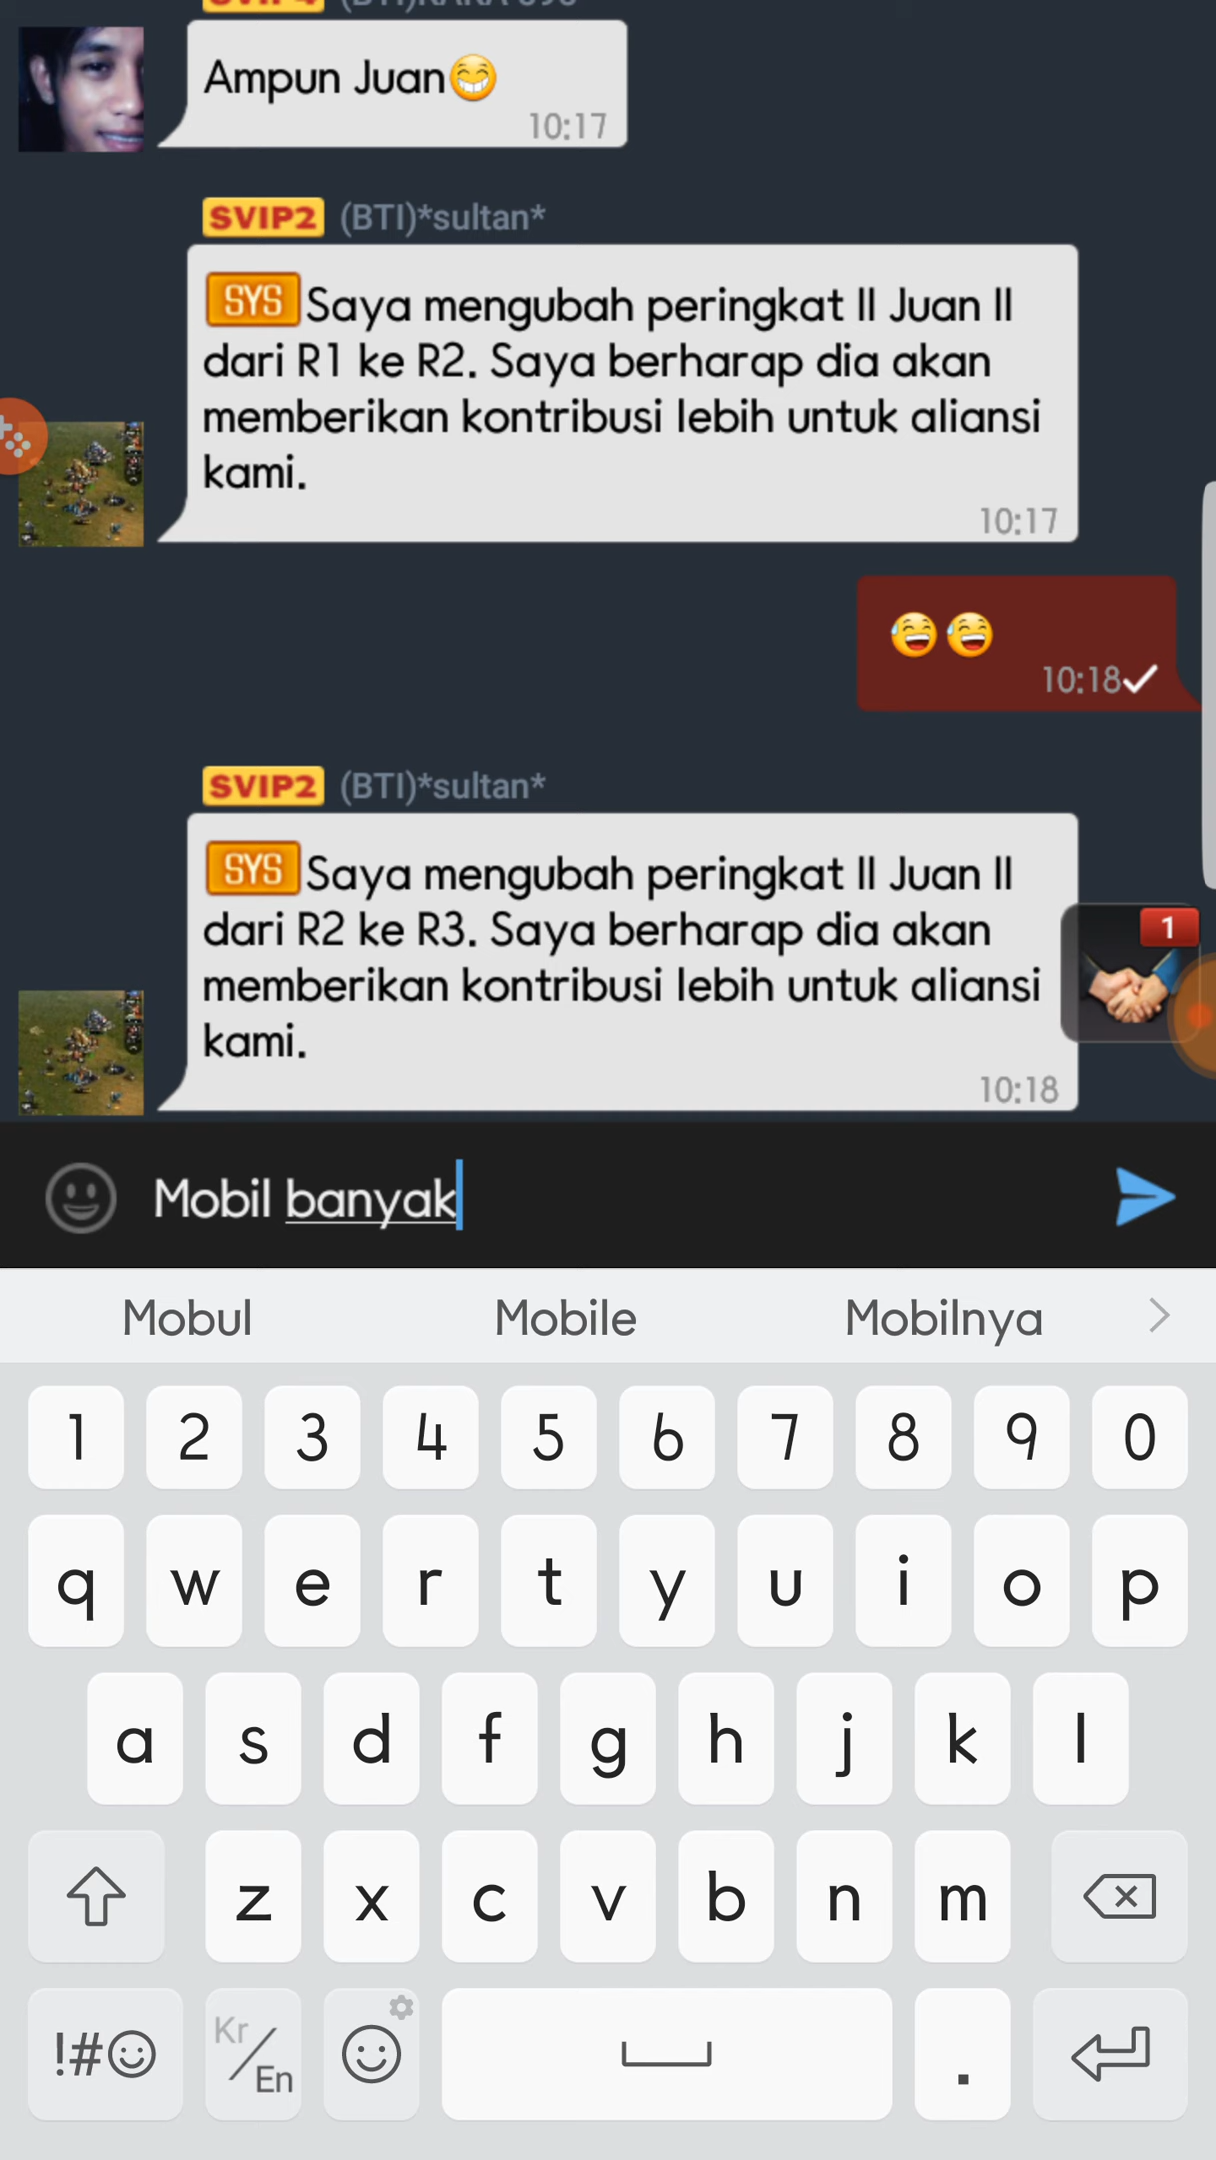 Ampun Juan😁
10:17
SVIP2 (BTI)*sultan*
SYS Saya mengubah peringkat II Juan II
dari R1 ke R2. Saya berharap dia akan
memberikan kontribusi lebih untuk aliansi
kami.
10:17
😅😅
10:18
SVIP2 (BTI)*sultan*
SYS Saya mengubah peringkat II Juan II
dari R2 ke R3. Saya berharap dia akan
memberikan kontribusi lebih untuk aliansi
kami.
1
10:18
Mobil banyak
Mobul Mobile Mobilnya
1 2 3 4 5 6 7 8 9 0
q w e r t y u i o p
a s d f g h j k l
z x c v b n m
!#☺ Kr/En .